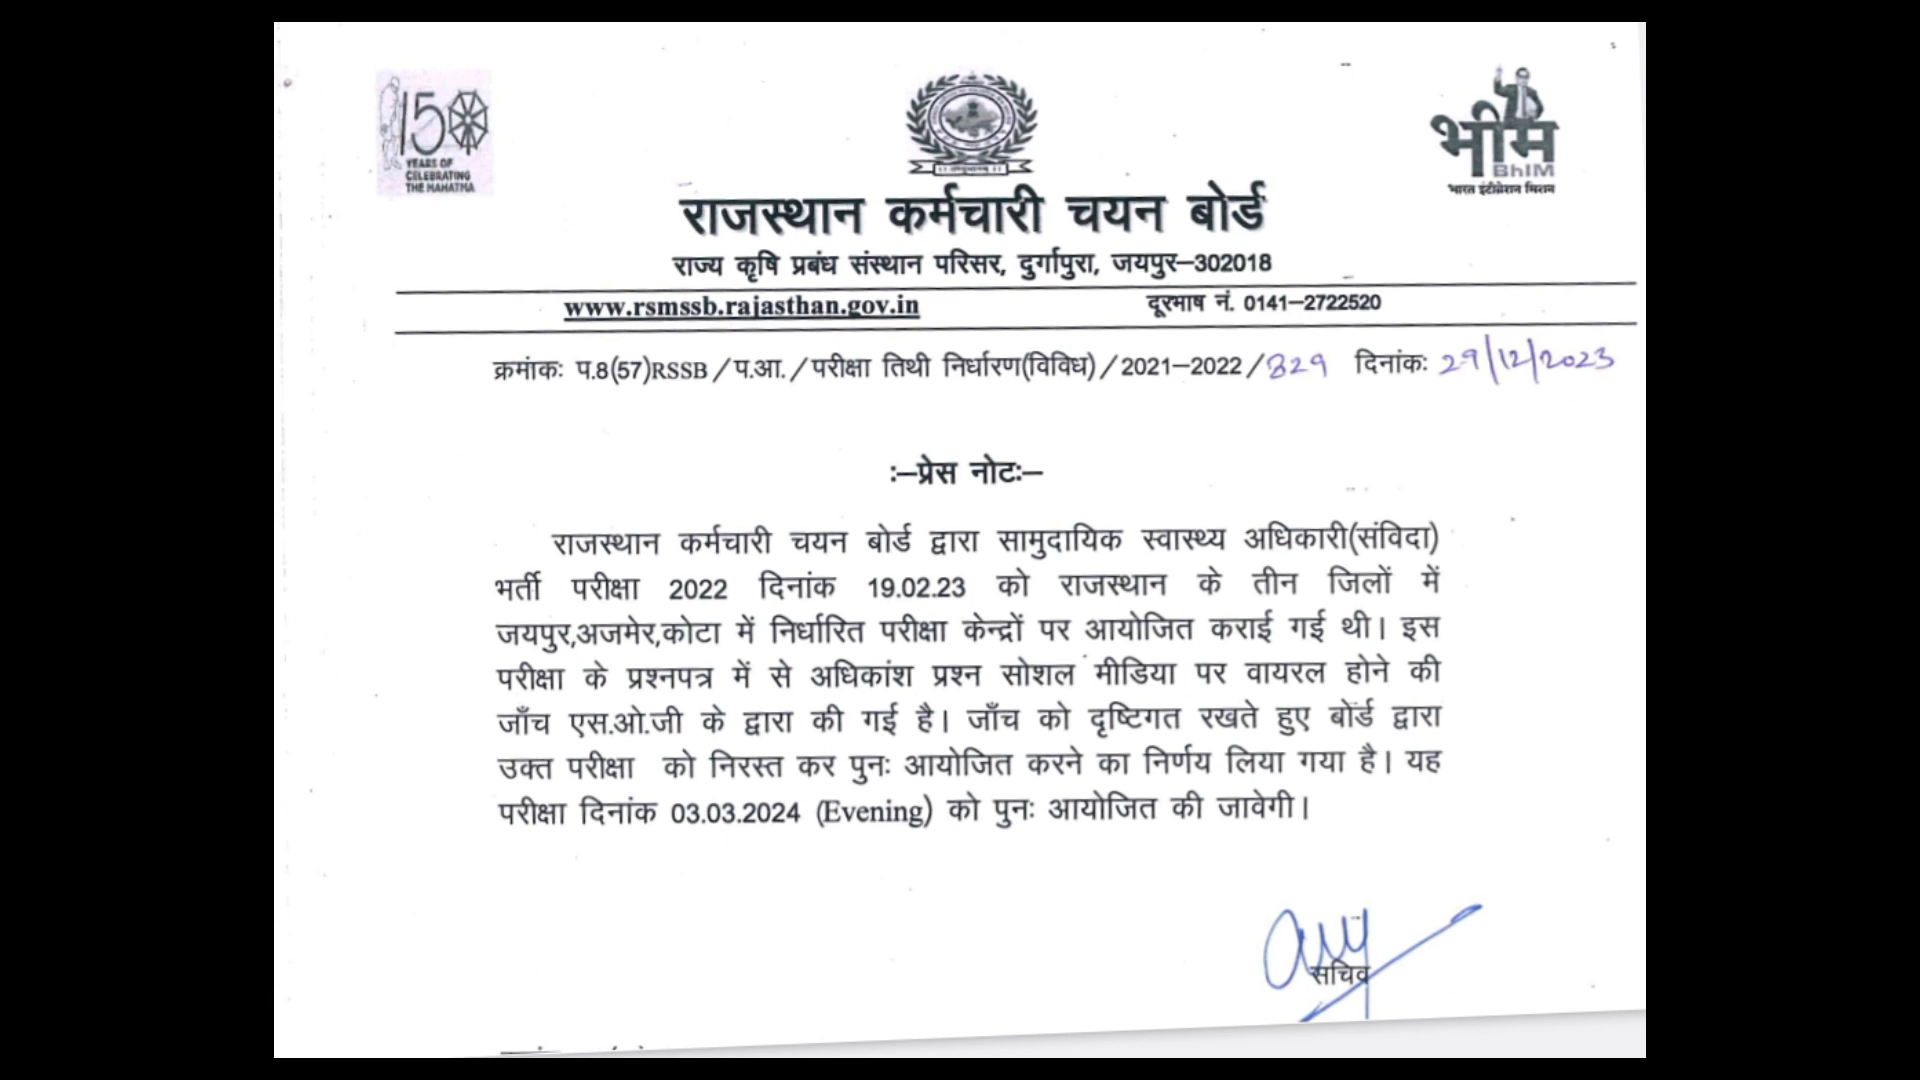 150
YEARS OF
CELEBRATING
THE MAHATMA
भीम
BhIM
भारत इंटीग्रेशन मिशन
राजस्थान कर्मचारी चयन बोर्ड
राज्य कृषि प्रबंध संस्थान परिसर, दुर्गापुरा, जयपुर–302018
www.rsmssb.rajasthan.gov.in दूरभाष नं. 0141–2722520
क्रमांकः प.8(57)RSSB/प.आ./परीक्षा तिथी निर्धारण(विविध)/2021–2022/829 दिनांकः 29/12/2023
:–प्रेस नोटः–
राजस्थान कर्मचारी चयन बोर्ड द्वारा सामुदायिक स्वास्थ्य अधिकारी(संविदा)
भर्ती परीक्षा 2022 दिनांक 19.02.23 को राजस्थान के तीन जिलों में
जयपुर,अजमेर,कोटा में निर्धारित परीक्षा केन्द्रों पर आयोजित कराई गई थी। इस
परीक्षा के प्रश्नपत्र में से अधिकांश प्रश्न सोशल मीडिया पर वायरल होने की
जाँच एस.ओ.जी के द्वारा की गई है। जाँच को दृष्टिगत रखते हुए बोर्ड द्वारा
उक्त परीक्षा को निरस्त कर पुनः आयोजित करने का निर्णय लिया गया है। यह
परीक्षा दिनांक 03.03.2024 (Evening) को पुनः आयोजित की जावेगी।
सचिव